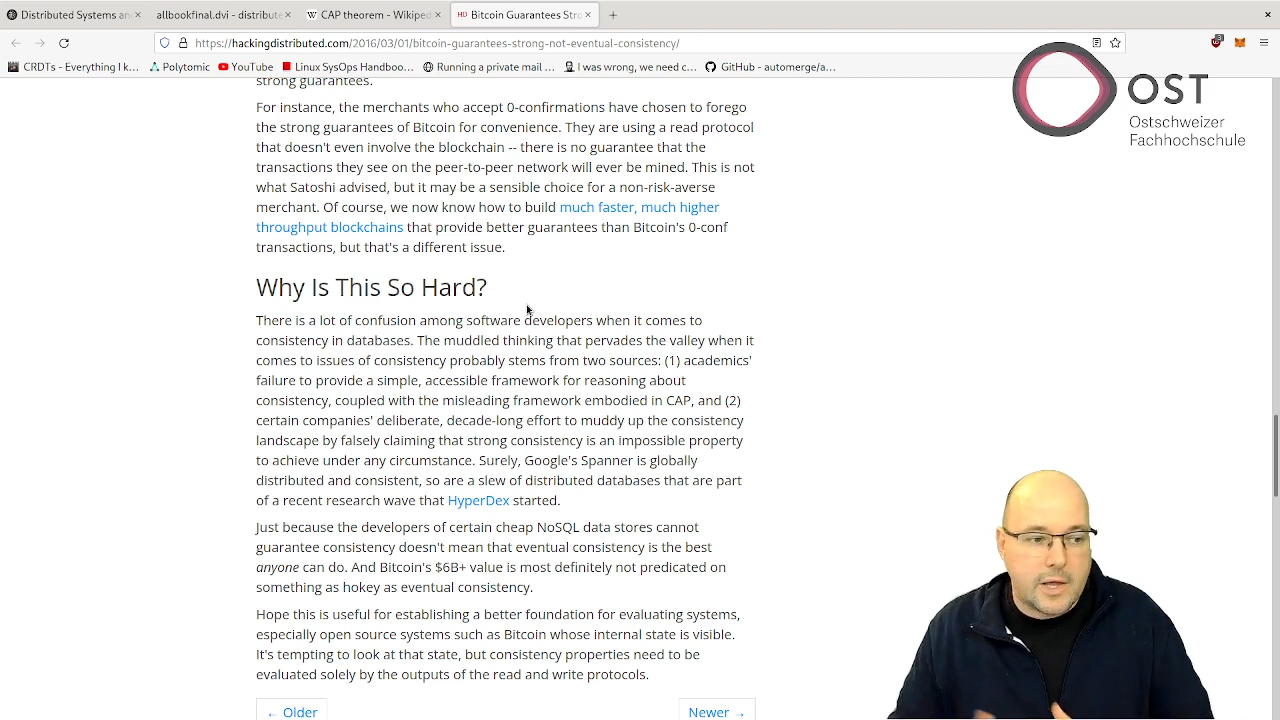 Distributed Systems an
allbookfinal.dvi - distribute
CAP theorem - Wikiped
HD Bitcoin Guarantees Stro
https://hackingdistributed.com/2016/03/01/bitcoin-guarantees-strong-not-eventual-consistency/
CRDTs - Everything I k...
Polytomic
YouTube
Linux SysOps Handboo...
Running a private mail ...
I was wrong, we need c...
GitHub - automerge/a...
OST
Ostschweizer
Fachhochschule
strong guarantees.
For instance, the merchants who accept 0-confirmations have chosen to forego
the strong guarantees of Bitcoin for convenience. They are using a read protocol
that doesn't even involve the blockchain -- there is no guarantee that the
transactions they see on the peer-to-peer network will ever be mined. This is not
what Satoshi advised, but it may be a sensible choice for a non-risk-averse
merchant. Of course, we now know how to build much faster, much higher
throughput blockchains that provide better guarantees than Bitcoin's 0-conf
transactions, but that's a different issue.
Why Is This So Hard?
There is a lot of confusion among software developers when it comes to
consistency in databases. The muddled thinking that pervades the valley when it
comes to issues of consistency probably stems from two sources: (1) academics'
failure to provide a simple, accessible framework for reasoning about
consistency, coupled with the misleading framework embodied in CAP, and (2)
certain companies' deliberate, decade-long effort to muddy up the consistency
landscape by falsely claiming that strong consistency is an impossible property
to achieve under any circumstance. Surely, Google's Spanner is globally
distributed and consistent, so are a slew of distributed databases that are part
of a recent research wave that HyperDex started.
Just because the developers of certain cheap NoSQL data stores cannot
guarantee consistency doesn't mean that eventual consistency is the best
anyone can do. And Bitcoin's $6B+ value is most definitely not predicated on
something as hokey as eventual consistency.
Hope this is useful for establishing a better foundation for evaluating systems,
especially open source systems such as Bitcoin whose internal state is visible.
It's tempting to look at that state, but consistency properties need to be
evaluated solely by the outputs of the read and write protocols.
← Older
Newer →